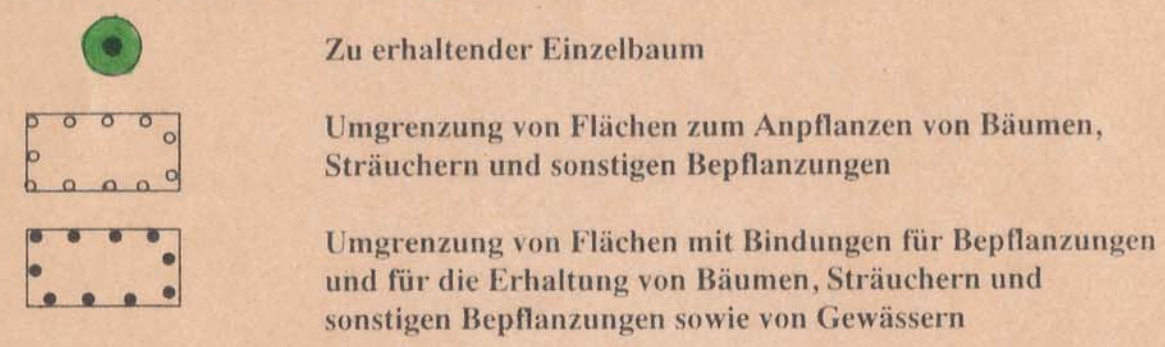 Zu erhaltender Einzelbaum
Umgrenzung von Flächen zum Anpflanzen von Bäumen,
Sträuchern und sonstigen Bepflanzungen
Umgrenzung von Flächen mit Bindungen für Bepflanzungen
und für die Erhaltung von Bäumen, Sträuchern und
sonstigen Bepflanzungen sowie von Gewässern